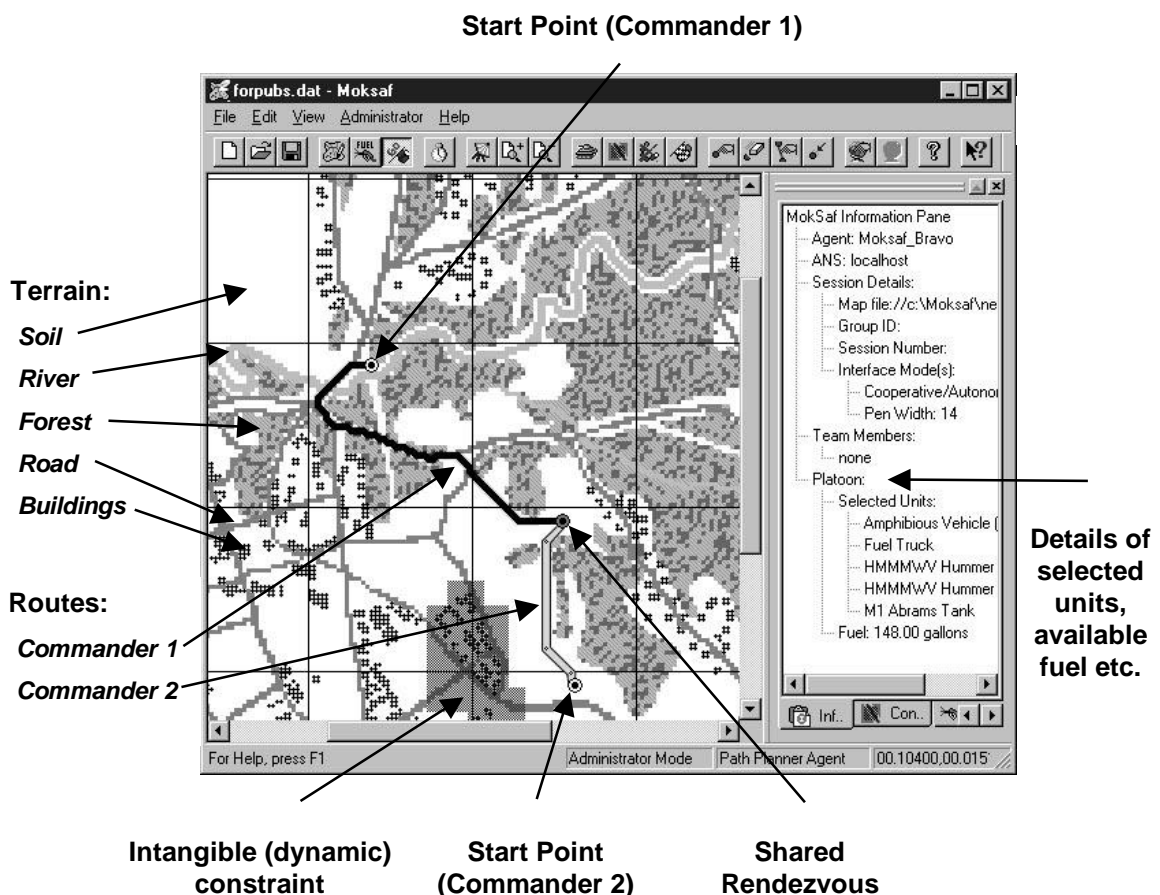 Start Point (Commander 1)
forpubs.dat - Moksaf
File Edit View Administrator Help
FUEL
MokSaf Information Pane
Agent: Moksaf_Bravo
ANS: localhost
Session Details:
Map file://c:\Moksaf\ne
Group ID:
Session Number:
Interface Mode(s):
Cooperative/Autonor
Pen Width: 14
Team Members:
none
Platoon:
Selected Units:
Amphibious Vehicle (
Fuel Truck
HMMMWV Hummer
HMMMWV Hummer
M1 Abrams Tank
Fuel: 148.00 gallons
Inf.. Con..
Terrain:
Soil
River
Forest
Road
Buildings
Routes:
Commander 1
Commander 2
Details of
selected
units,
available
fuel etc.
For Help, press F1 Administrator Mode Path Planner Agent 00.10400,00.015
Intangible (dynamic)
constraint
Start Point
(Commander 2)
Shared
Rendezvous